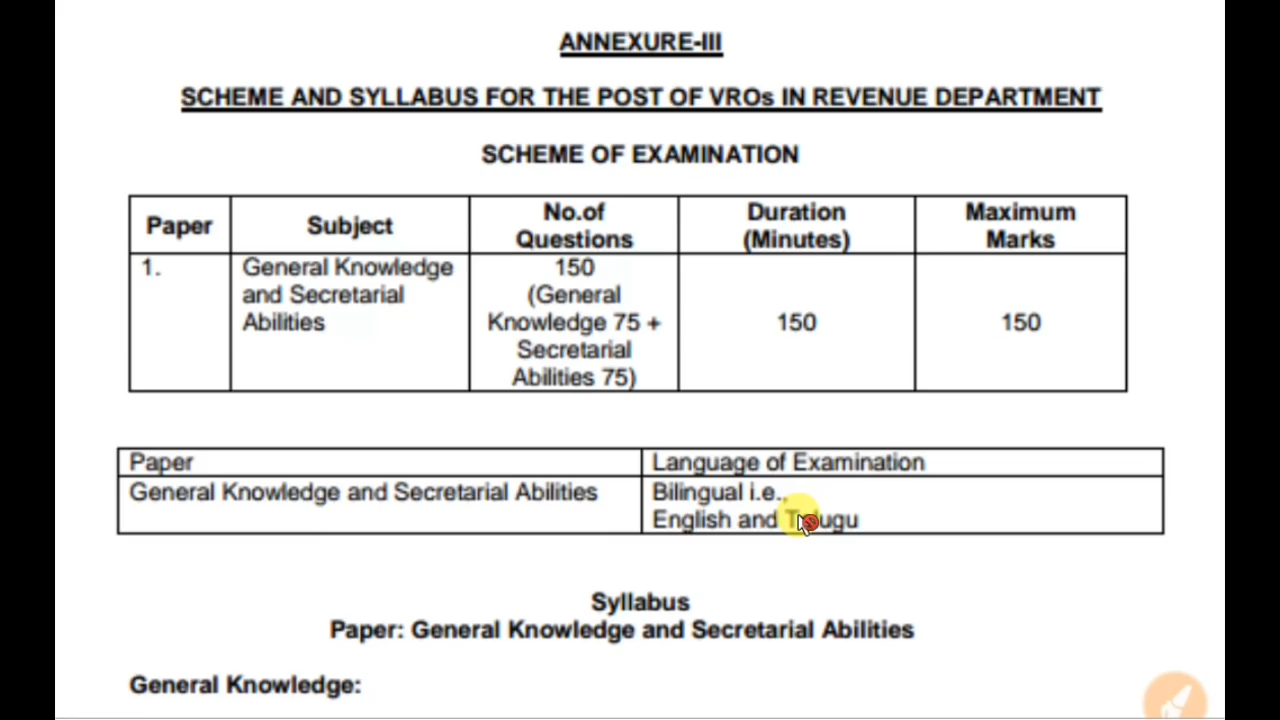 ANNEXURE-III
SCHEME AND SYLLABUS FOR THE POST OF VROs IN REVENUE DEPARTMENT
SCHEME OF EXAMINATION
Paper
Subject
No.of
Questions
Duration
(Minutes)
Maximum
Marks
1.
General Knowledge
and Secretarial
Abilities
150
(General
Knowledge 75 +
Secretarial
Abilities 75)
150
150
Paper
Language of Examination
General Knowledge and Secretarial Abilities
Bilingual i.e.,
English and Telugu
Syllabus
Paper: General Knowledge and Secretarial Abilities
General Knowledge: